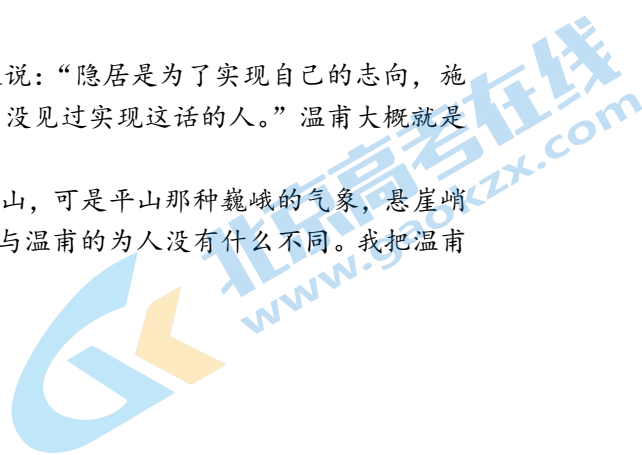 说：“隐居是为了实现自己的志向，施
没见过实现这话的人。”温甫大概就是
山，可是平山那种巍峨的气象，悬崖峭
与温甫的为人没有什么不同。我把温甫
北京高考在线
www.gaokzx.com